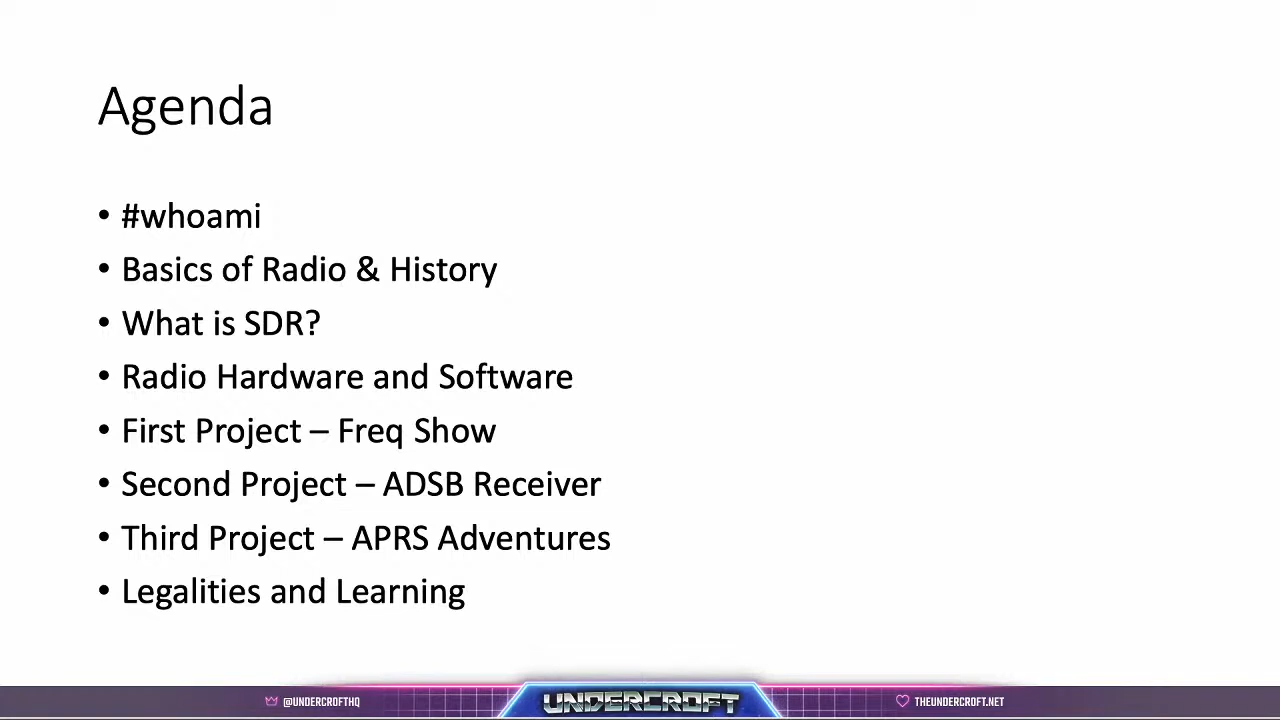 Agenda
• #whoami
• Basics of Radio & History
• What is SDR?
• Radio Hardware and Software
• First Project – Freq Show
• Second Project – ADSB Receiver
• Third Project – APRS Adventures
• Legalities and Learning
@UNDERCROFTHQ
UNDERCROFT
THEUNDERCROFT.NET